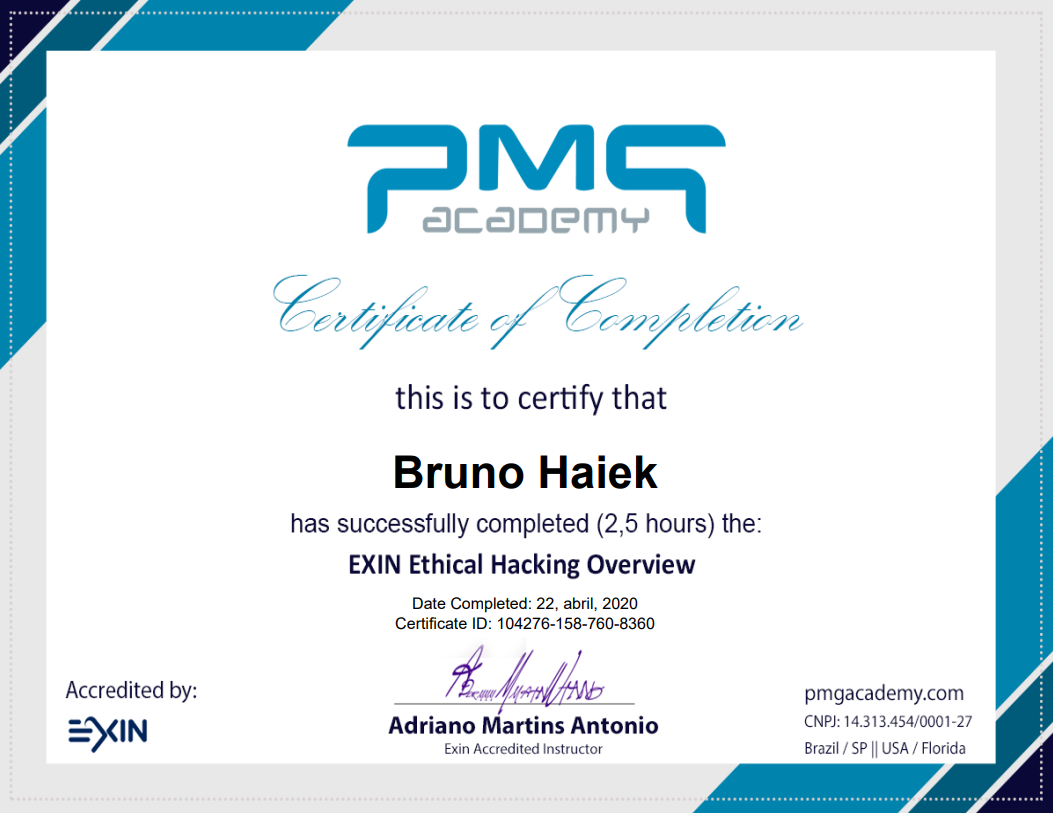 PMG
academy
Certificate of Completion
this is to certify that
Bruno Haiek
has successfully completed (2,5 hours) the:
EXIN Ethical Hacking Overview
Date Completed: 22, abril, 2020
Certificate ID: 104276-158-760-8360
Adriano Martins Antonio
Exin Accredited Instructor
Accredited by:
EXIN
pmgacademy.com
CNPJ: 14.313.454/0001-27
Brazil / SP || USA / Florida